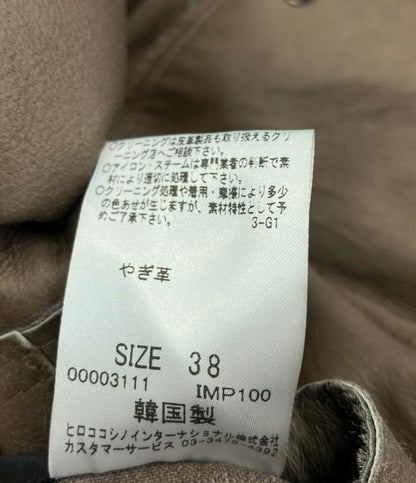 ○クリーニングは皮革製品も取り扱えるクリ
ーニング店へご相談下さい。
○アイロン・スチームは専門業者の判断で素
材により適切に処理して下さい。
○クリーニング処理や着用・摩擦により多少
の色あせが生じますが、素材特性として予
めご了承下さい。
3-G1
やぎ革
SIZE 38
00003111 IMP100
韓国製
ヒロココシノインターナショナル株式会社
カスタマーサービス 03-3478-4392